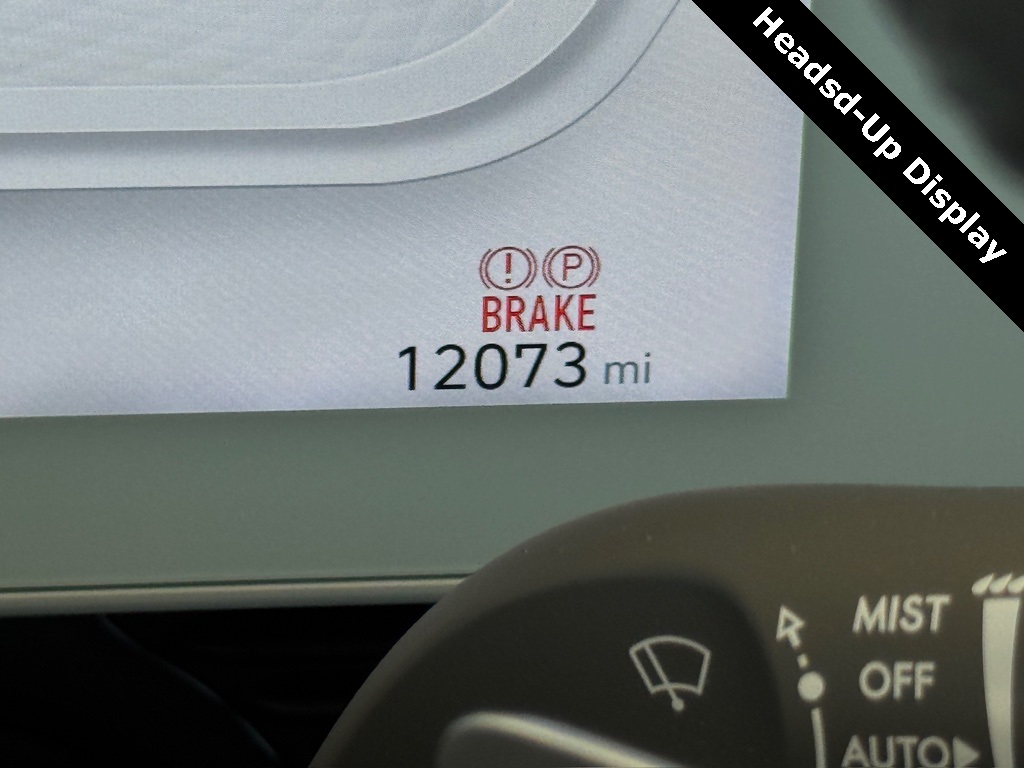 Headsd-Up Display
! P
BRAKE
12073 mi
MIST
OFF
AUTO